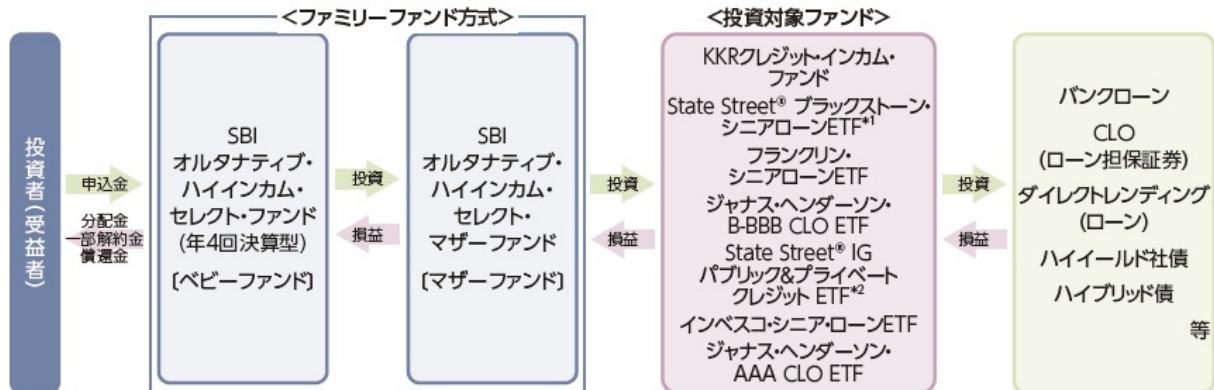 <ファミリーファンド方式>
<投資対象ファンド>
投資者(受益者)
申込金
分配金
一部解約金
償還金
SBI
オルタナティブ・
ハイインカム・
セレクト・ファンド
(年4回決算型)
〔ベビーファンド〕
投資
損益
SBI
オルタナティブ・
ハイインカム・
セレクト・
マザーファンド
〔マザーファンド〕
投資
損益
KKRクレジット・インカム・
ファンド
State Street® ブラックストーン・
シニアローンETF*1
フランクリン・
シニアローンETF
ジャナス・ヘンダーソン・
B-BBB CLO ETF
State Street® IG
パブリック&プライベート
クレジット ETF*2
インベスコ・シニア・ローンETF
ジャナス・ヘンダーソン・
AAA CLO ETF
投資
損益
バンクローン
CLO
(ローン担保証券)
ダイレクトレンディング
(ローン)
ハイイールド社債
ハイブリッド債
等